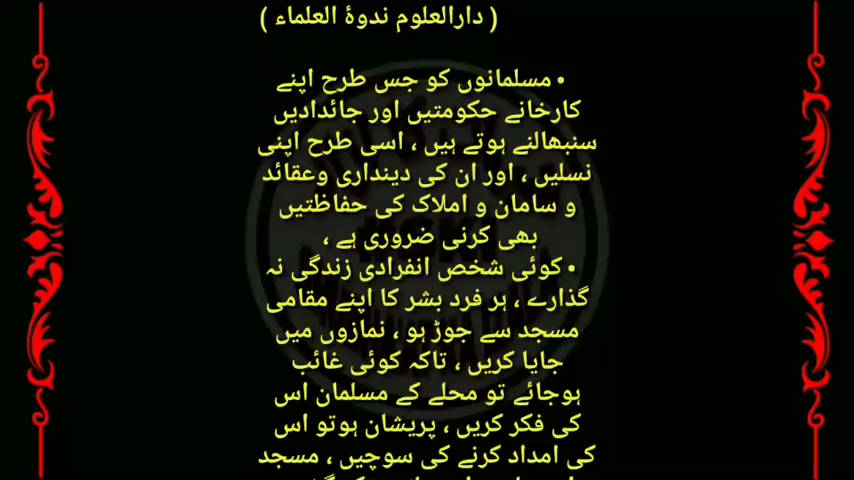 ( دارالعلوم ندوۃ العلماء )
• مسلمانوں کو جس طرح اپنے
کارخانے حکومتیں اور جائدادیں
سنبھالنے ہوتے ہیں ، اسی طرح اپنی
نسلیں ، اور ان کی دینداری وعقائد
و سامان و املاک کی حفاظتیں
بھی کرنی ضروری ہے ،
• کوئی شخص انفرادی زندگی نہ
گذارے ، ہر فرد بشر کا اپنے مقامی
مسجد سے جوڑ ہو ، نمازوں میں
جایا کریں ، تاکہ کوئی غائب
ہوجائے تو محلے کے مسلمان اس
کی فکر کریں ، پریشان ہوتو اس
کی امداد کرنے کی سوچیں ، مسجد